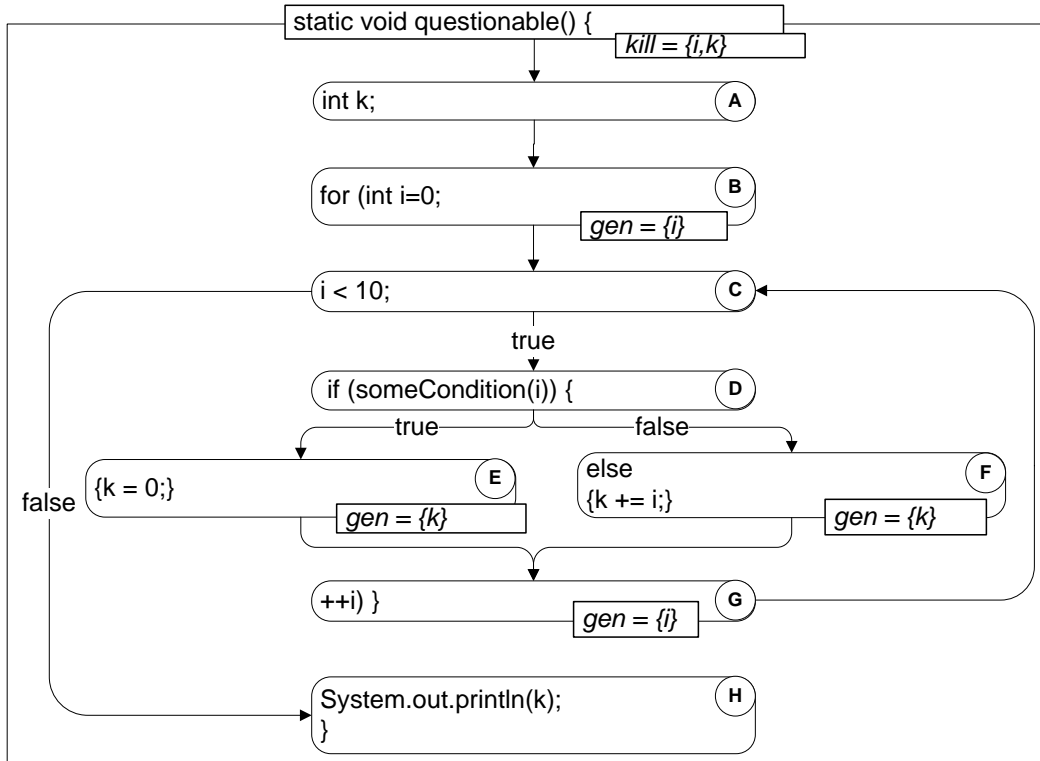 static void questionable() {
kill = {i,k}
int k;
A
for (int i=0;
B
gen = {i}
i < 10;
C
true
if (someCondition(i)) {
D
true
false
{k = 0;}
E
gen = {k}
else
{k += i;}
F
gen = {k}
false
++i) }
G
gen = {i}
System.out.println(k);
}
H